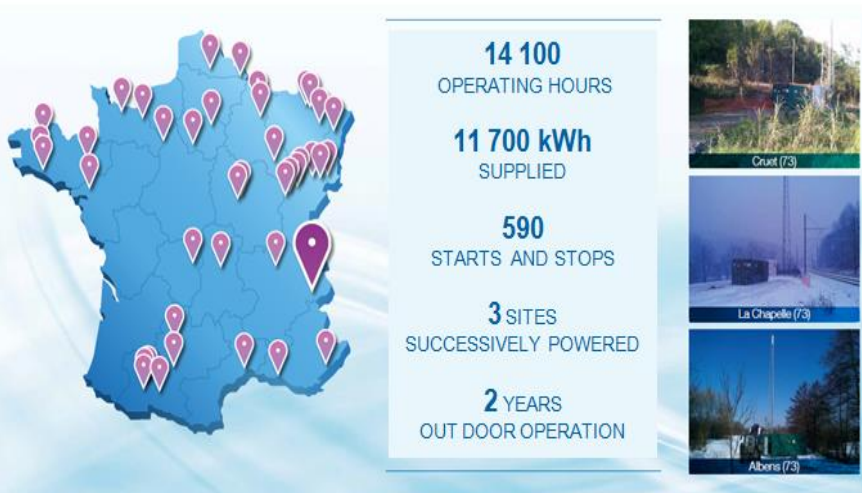 14 100
OPERATING HOURS
11 700 kWh
SUPPLIED
590
STARTS AND STOPS
3 SITES
SUCCESSIVELY POWERED
2 YEARS
OUT DOOR OPERATION
Cruet (73)
La Chapelle (73)
Albens (73)